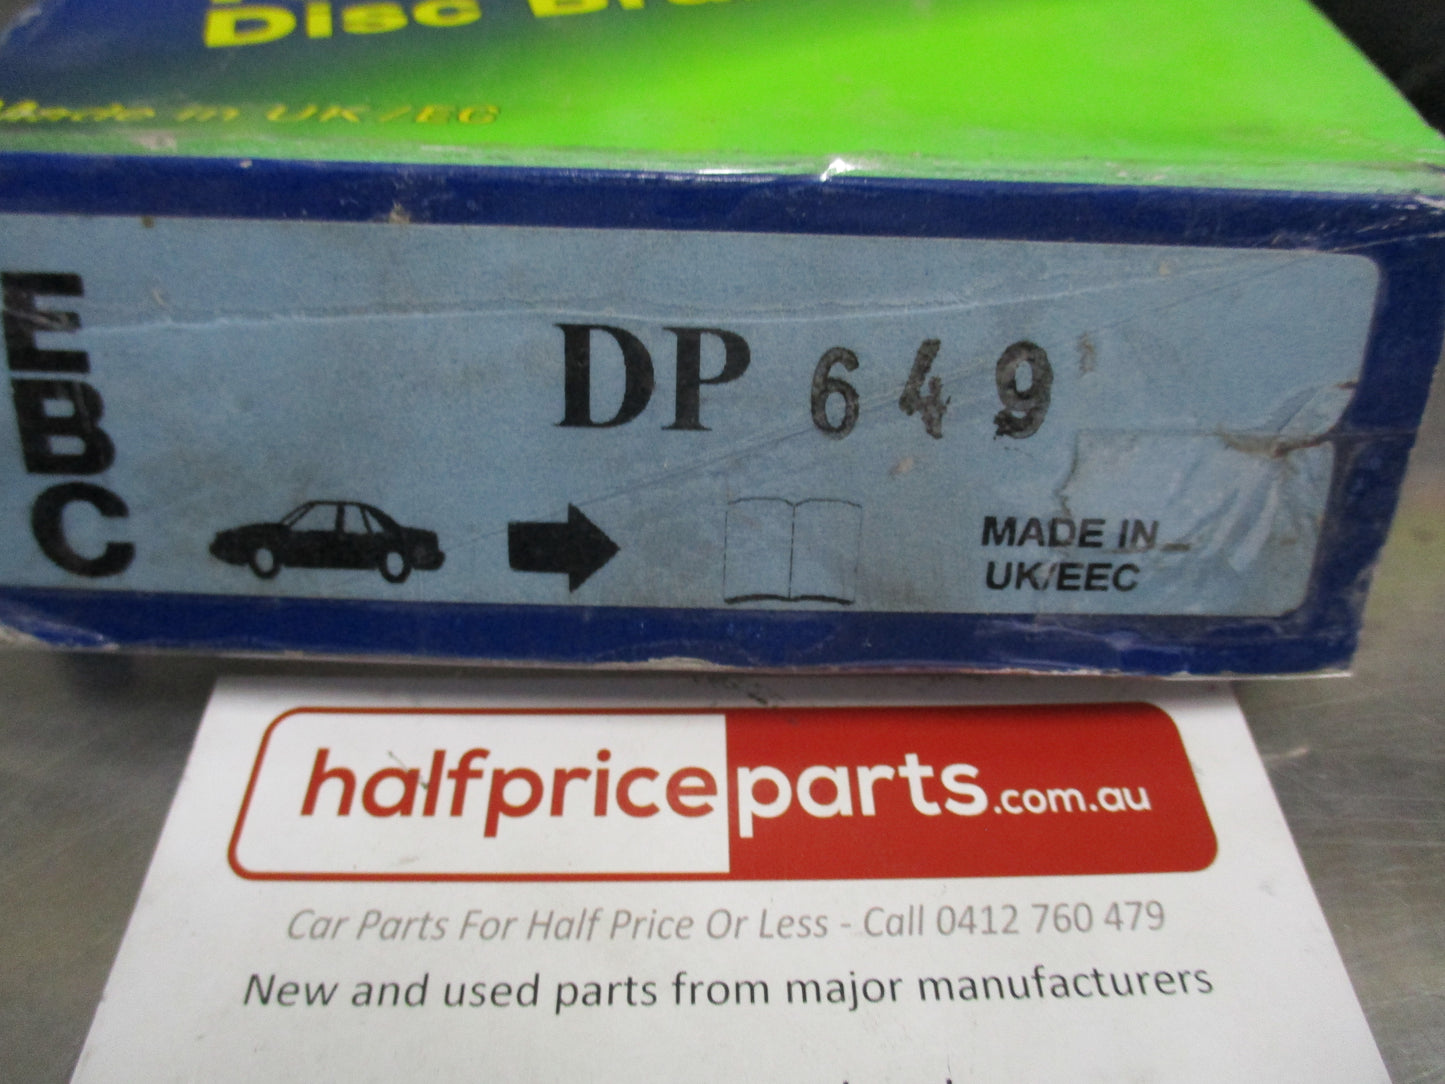 Disc
Made in UK/EC
EBC
DP 649
MADE IN
UK/EEC
halfpriceparts.com.au
Car Parts For Half Price Or Less - Call 0412 760 479
New and used parts from major manufacturers